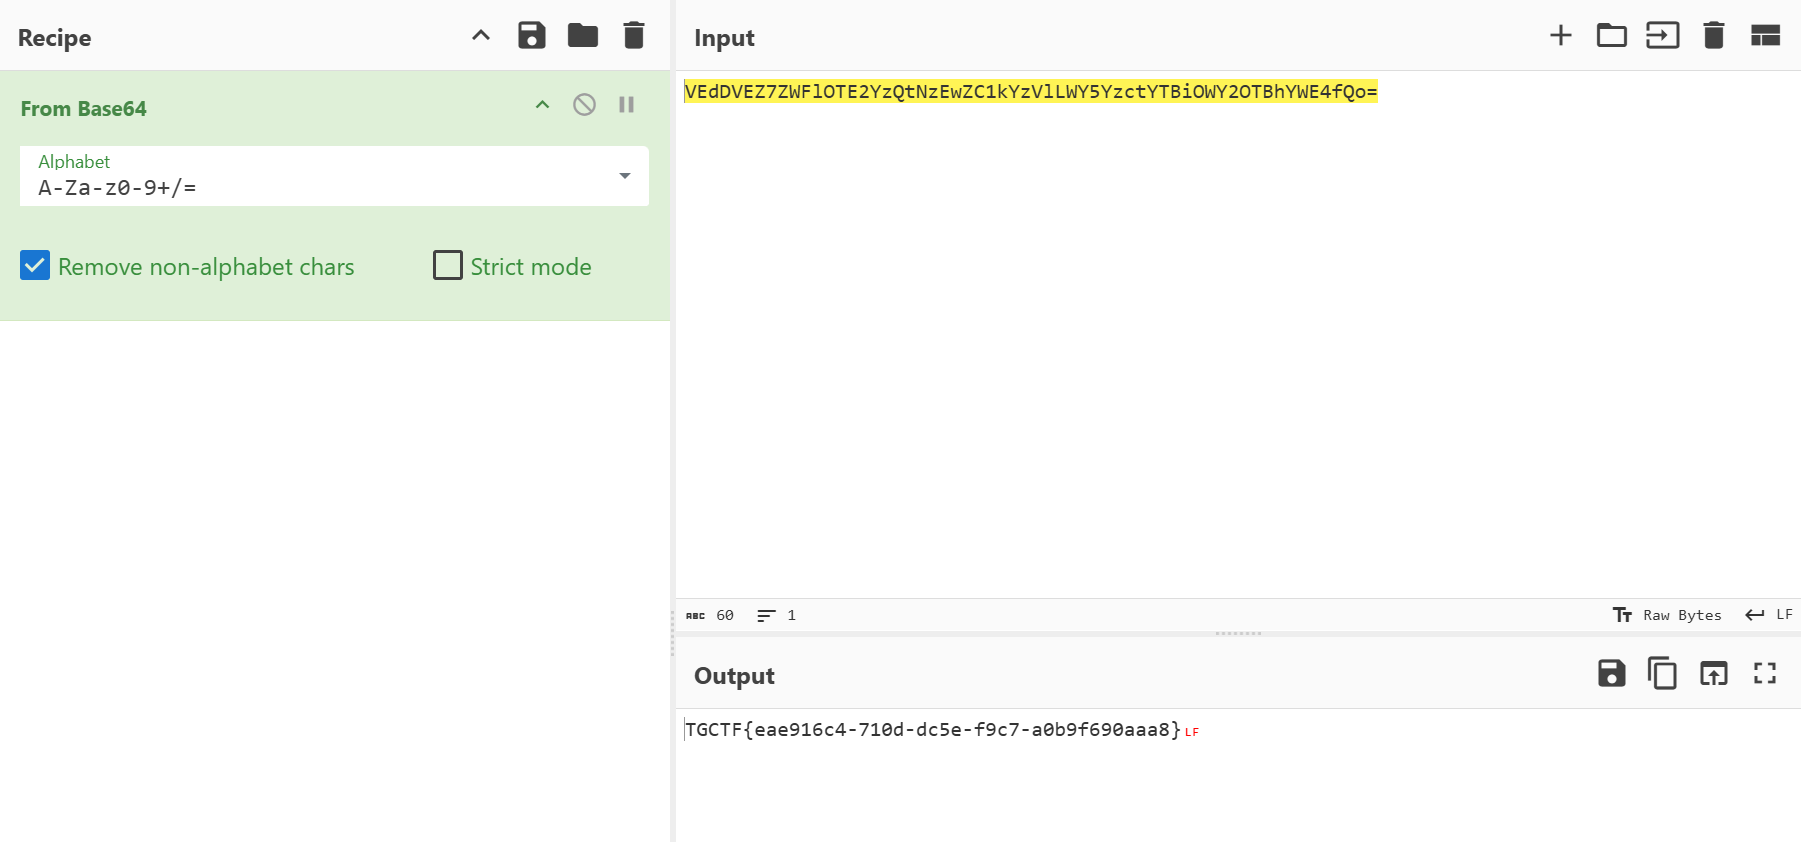 Recipe
From Base64
Alphabet
A-Za-z0-9+/=
Remove non-alphabet chars
Strict mode
Input
VEdDVEZ7ZWFlOTE2YzQtNzEwZC1kYzVlLWY5YzctYTBiOWY2OTBhYWE4fQo=
ABC 60
1
Tт Raw Bytes
LF
Output
TGCTF{eae916c4-710d-dc5e-f9c7-a0b9f690aaa8}LF